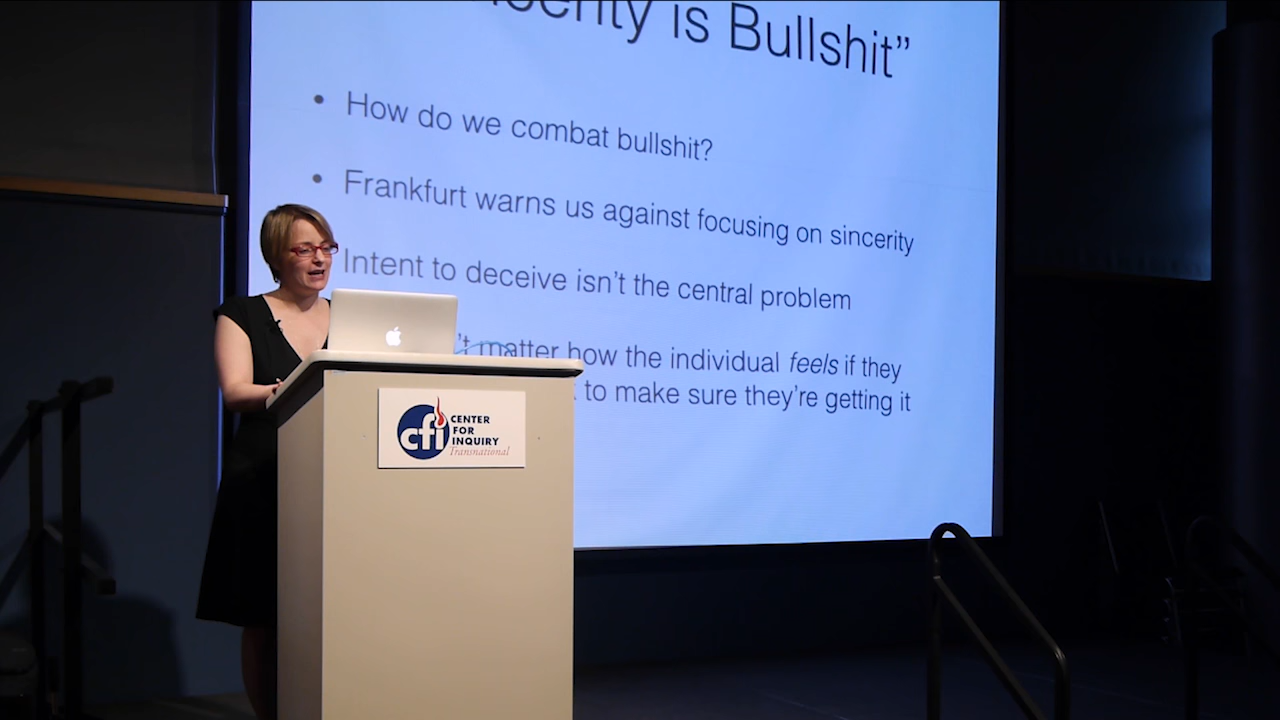 is Bullshit”
• How do we combat bullshit?
• Frankfurt warns us against focusing on sincerity
Intent to deceive isn’t the central problem
matter how the individual feels if they
to make sure they’re getting it
cfi
CENTER
FOR
INQUIRY
Transnational